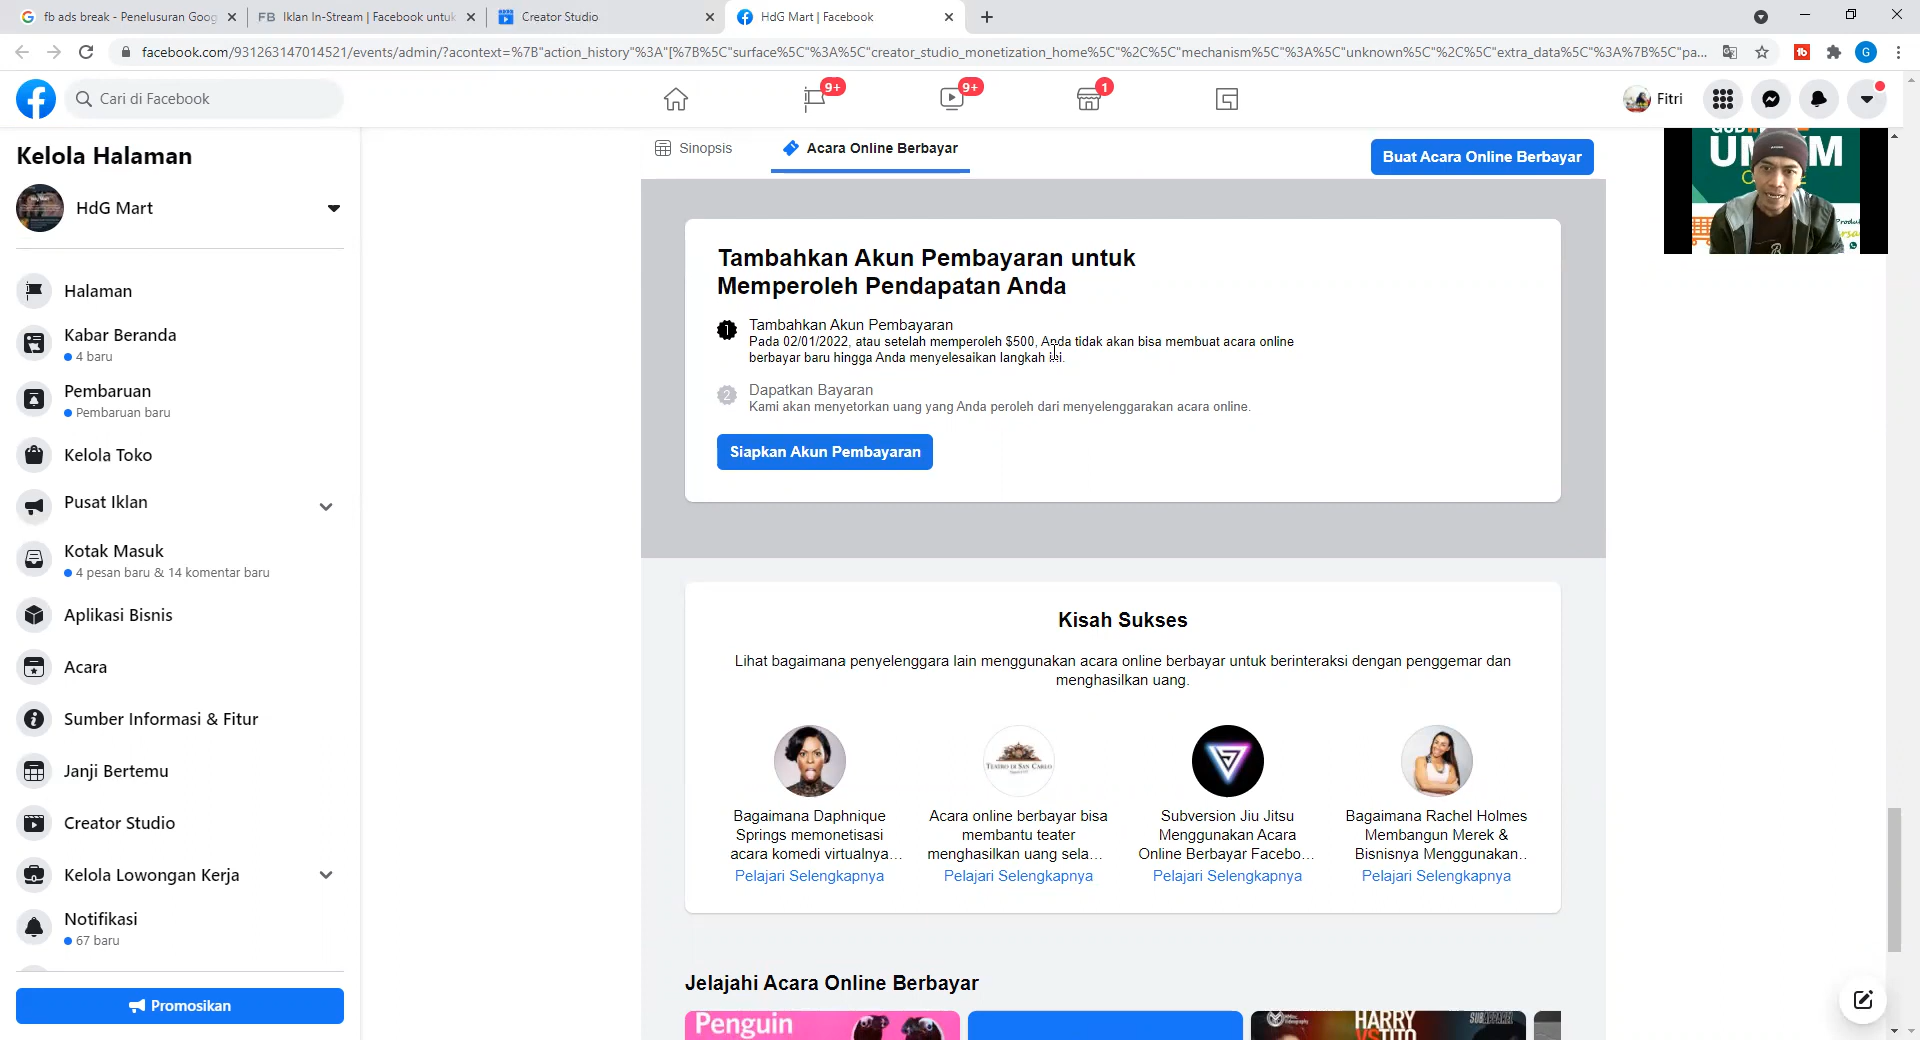 fb ads break - Penelusuran Goog
Iklan In-Stream | Facebook untuk
Creator Studio
HdG Mart | Facebook
facebook.com/931263147014521/events/admin/?acontext=%7B"action_history"%3A"[%7B%5C"surface%5C"%3A%5C"creator_studio_monetization_home%5C"%2C%5C"mechanism%5C"%3A%5C"unknown%5C"%2C%5C"extra_data%5C"%3A%7B%5C"pa...
Cari di Facebook
9+
9+
1
Fitri
Kelola Halaman
HdG Mart
Halaman
Kabar Beranda
4 baru
Pembaruan
Pembaruan baru
Kelola Toko
Pusat Iklan
Kotak Masuk
4 pesan baru & 14 komentar baru
Aplikasi Bisnis
Acara
Sumber Informasi & Fitur
Janji Bertemu
Creator Studio
Kelola Lowongan Kerja
Notifikasi
67 baru
Promosikan
Sinopsis
Acara Online Berbayar
Buat Acara Online Berbayar
Tambahkan Akun Pembayaran untuk
Memperoleh Pendapatan Anda
1
Tambahkan Akun Pembayaran
Pada 02/01/2022, atau setelah memperoleh $500, Anda tidak akan bisa membuat acara online
berbayar baru hingga Anda menyelesaikan langkah ini.
2
Dapatkan Bayaran
Kami akan menyetorkan uang yang Anda peroleh dari menyelenggarakan acara online.
Siapkan Akun Pembayaran
Kisah Sukses
Lihat bagaimana penyelenggara lain menggunakan acara online berbayar untuk berinteraksi dengan penggemar dan
menghasilkan uang.
TEATRO DI SAN CARLO
Bagaimana Daphnique
Springs memonetisasi
acara komedi virtualnya...
Pelajari Selengkapnya
Acara online berbayar bisa
membantu teater
menghasilkan uang sela...
Pelajari Selengkapnya
Subversion Jiu Jitsu
Menggunakan Acara
Online Berbayar Facebo...
Pelajari Selengkapnya
Bagaimana Rachel Holmes
Membangun Merek &
Bisnisnya Menggunakan..
Pelajari Selengkapnya
Jelajahi Acara Online Berbayar
Penguin
HARRY
VS TITO
SUBAPPAREL